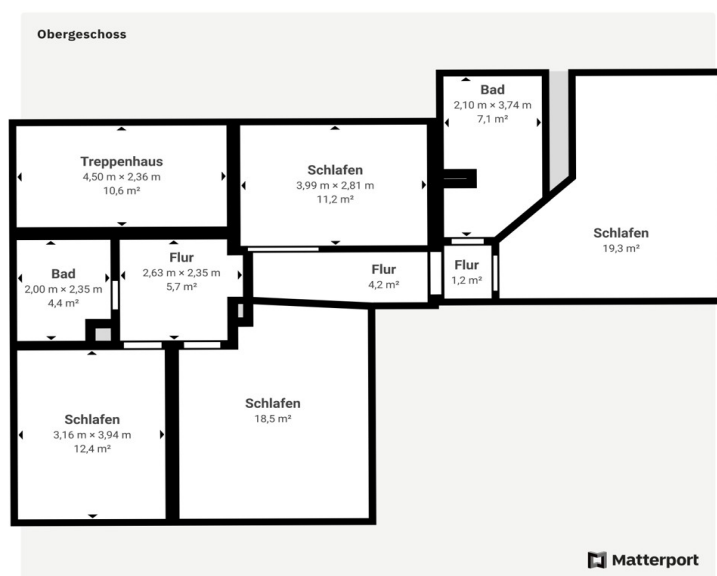 Obergeschoss
Bad
2,10 m × 3,74 m
7,1 m²
Treppenhaus
4,50 m × 2,36 m
10,6 m²
Schlafen
3,99 m × 2,81 m
11,2 m²
Schlafen
19,3 m²
Bad
2,00 m × 2,35 m
4,4 m²
Flur
2,63 m × 2,35 m
5,7 m²
Flur
4,2 m²
Flur
1,2 m²
Schlafen
3,16 m × 3,94 m
12,4 m²
Schlafen
18,5 m²
Matterport